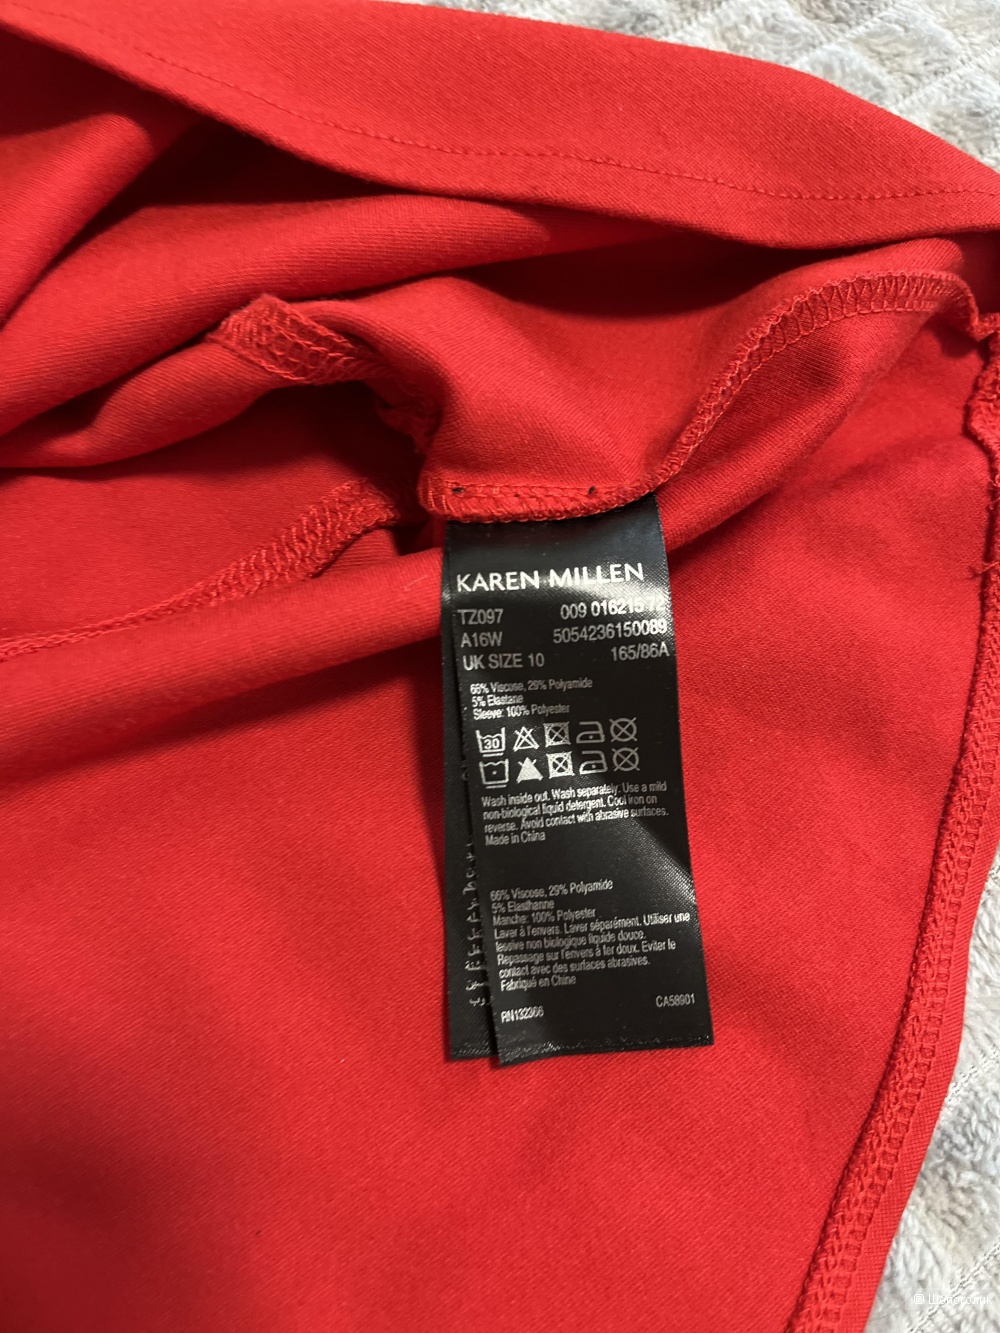 KAREN MILLEN
TZ097 009 01621572
A16W 5054236150089
UK SIZE 10 165/86A
66% Viscose, 29% Polyamide
5% Elastane
Sleeve: 100% Polyester
30
Wash inside out. Wash separately. Use a mild
non-biological liquid detergent. Cool iron on
reverse. Avoid contact with abrasive surfaces.
Made in China
66% Viscose, 29% Polyamide
5% Elasthanne
Manche: 100% Polyester
Laver à l'envers. Laver séparément. Utiliser une
lessive non biologique liquide douce.
Repassage sur l'envers à fer doux. Eviter le
contact avec des surfaces abrasives.
Fabriqué en Chine
RN132366 CA58901